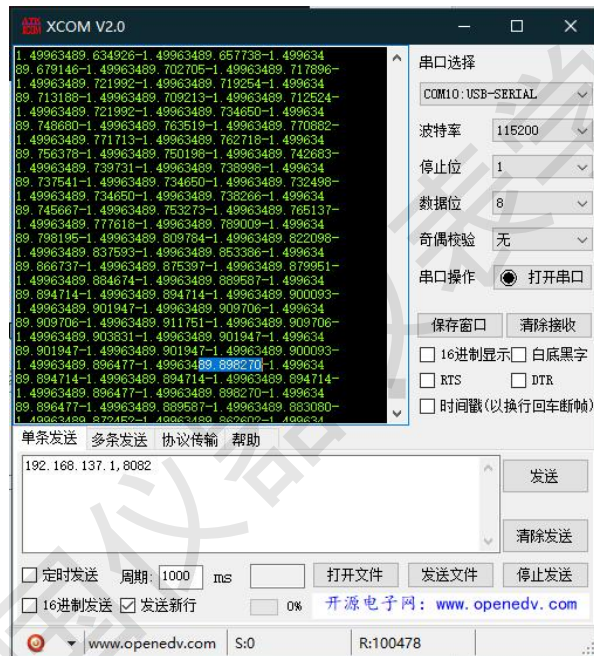 XCOM V2.0
1.49963489.634926-1.49963489.657738-1.499634
89.679146-1.49963489.702705-1.49963489.717896-
1.49963489.721992-1.49963489.719254-1.499634
89.713188-1.49963489.709213-1.49963489.712524-
1.49963489.721992-1.49963489.734650-1.499634
89.748680-1.49963489.763519-1.49963489.770882-
1.49963489.771713-1.49963489.762718-1.499634
89.756378-1.49963489.750198-1.49963489.742683-
1.49963489.739731-1.49963489.738998-1.499634
89.737541-1.49963489.734650-1.49963489.732498-
1.49963489.734650-1.49963489.738266-1.499634
89.745667-1.49963489.753273-1.49963489.765137-
1.49963489.777618-1.49963489.789009-1.499634
89.798195-1.49963489.809784-1.49963489.822098-
1.49963489.837593-1.49963489.853386-1.499634
89.866737-1.49963489.875397-1.49963489.879951-
1.49963489.884674-1.49963489.889587-1.499634
89.894714-1.49963489.894714-1.49963489.900093-
1.49963489.901947-1.49963489.909706-1.499634
89.909706-1.49963489.911751-1.49963489.909706-
1.49963489.903831-1.49963489.901947-1.499634
89.901947-1.49963489.901947-1.49963489.900093-
1.49963489.896477-1.49963489.898270-1.499634
89.894714-1.49963489.894714-1.49963489.894714-
1.49963489.896477-1.49963489.898270-1.499634
89.896477-1.49963489.889587-1.49963489.883080-
1.49963489.872452-1.49963489.862602-1.499634
串口选择
COM10:USB-SERIAL
波特率 115200
停止位 1
数据位 8
奇偶校验 无
串口操作 打开串口
保存窗口 清除接收
16进制显示 白底黑字
RTS DTR
时间戳(以换行回车断帧)
单条发送 多条发送 协议传输 帮助
192.168.137.1,8082
发送
清除发送
定时发送 周期: 1000 ms 打开文件 发送文件 停止发送
16进制发送 发送新行 0% 开源电子网：www.openedv.com
www.openedv.com S:0 R:100478